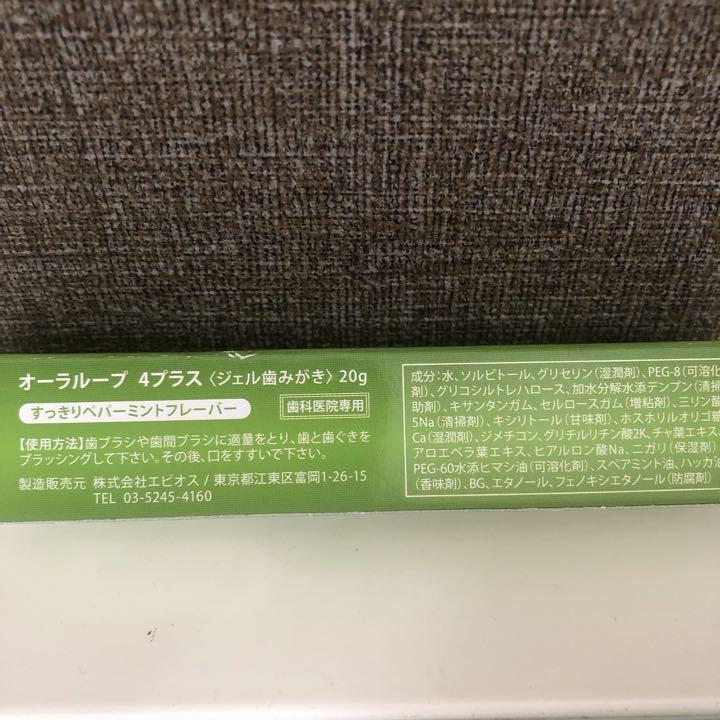 オーラループ 4プラス〈ジェル歯みがき〉20g
すっきりペパーミントフレーバー
歯科医院専用
【使用方法】歯ブラシや歯間ブラシに適量をとり、歯と歯ぐきを
ブラッシングして下さい。その後、口をすすいで下さい。
製造販売元 株式会社エビオス / 東京都江東区富岡1-26-15
TEL 03-5245-4160
成分：水、ソルビトール、グリセリン（湿潤剤）、PEG-8（可溶化
剤）、グリコシルトレハロース、加水分解水添デンプン（清掃
助剤）、キサンタンガム、セルロースガム（増粘剤）、三リン酸
5Na（清掃剤）、キシリトール（甘味剤）、ホスホリルオリゴ糖
Ca（湿潤剤）、ジメチコン、グリチルリチン酸2K、チャ葉エキス、
アロエベラ葉エキス、ヒアルロン酸Na、ニガリ（保湿剤）
PEG-60水添ヒマシ油（可溶化剤）、スペアミント油、ハッカ油
（香味剤）、BG、エタノール、フェノキシエタノール（防腐剤）